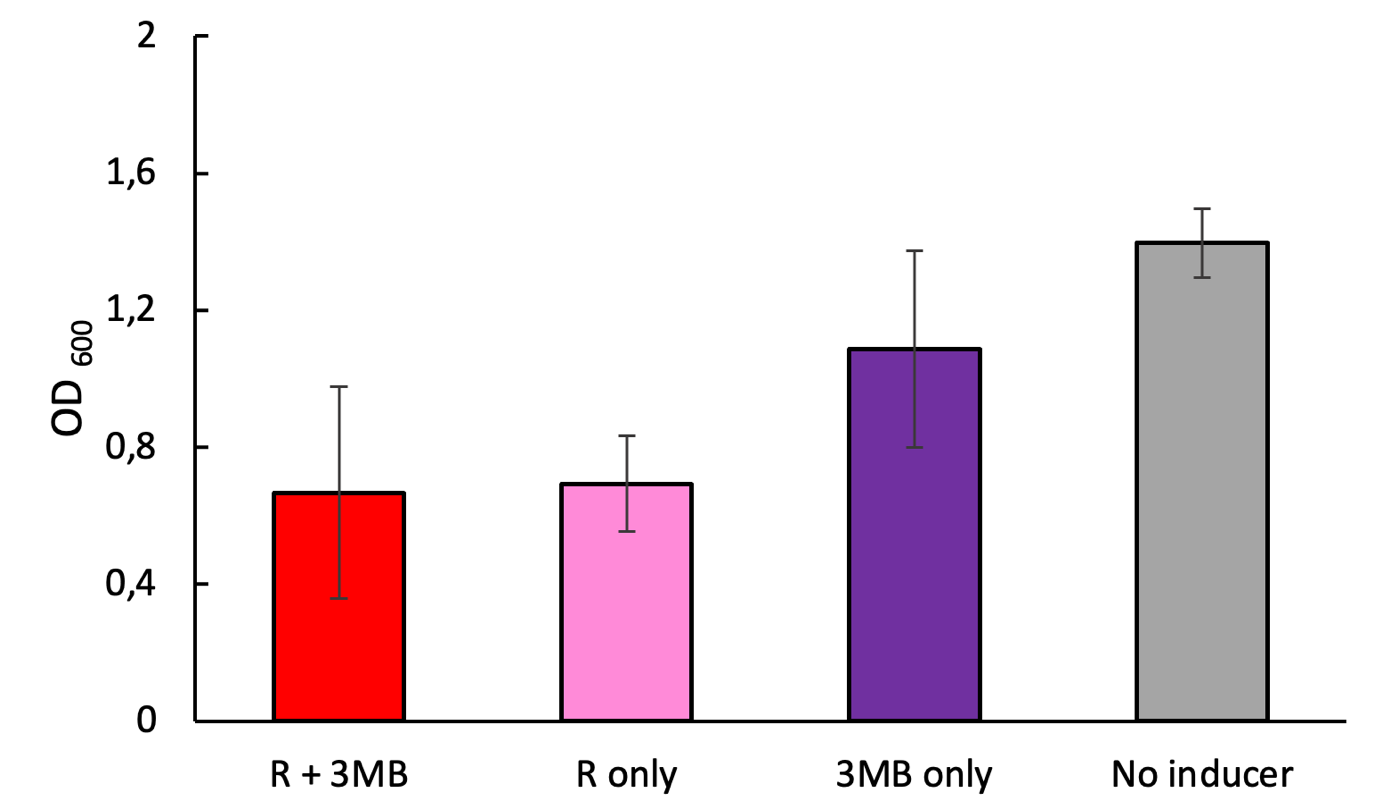 2
1,6
1,2
0,8
0,4
0
OD 600
R + 3MB
R only
3MB only
No inducer